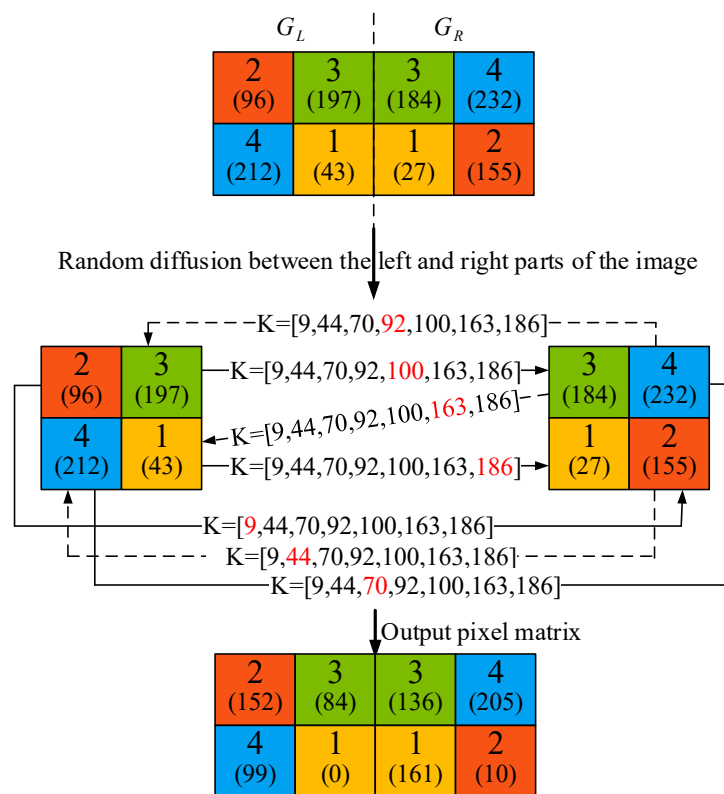 G_L G_R
2 3 3 4
(96) (197) (184) (232)
4 1 1 2
(212) (43) (27) (155)
Random diffusion between the left and right parts of the image
K=[9,44,70,92,100,163,186]
2 3 3 4
(96) (197) (184) (232)
K=[9,44,70,92,100,163,186]
K=[9,44,70,92,100,163,186]
4 1 1 2
(212) (43) (27) (155)
K=[9,44,70,92,100,163,186]
K=[9,44,70,92,100,163,186]
K=[9,44,70,92,100,163,186]
K=[9,44,70,92,100,163,186]
Output pixel matrix
2 3 3 4
(152) (84) (136) (205)
4 1 1 2
(99) (0) (161) (10)